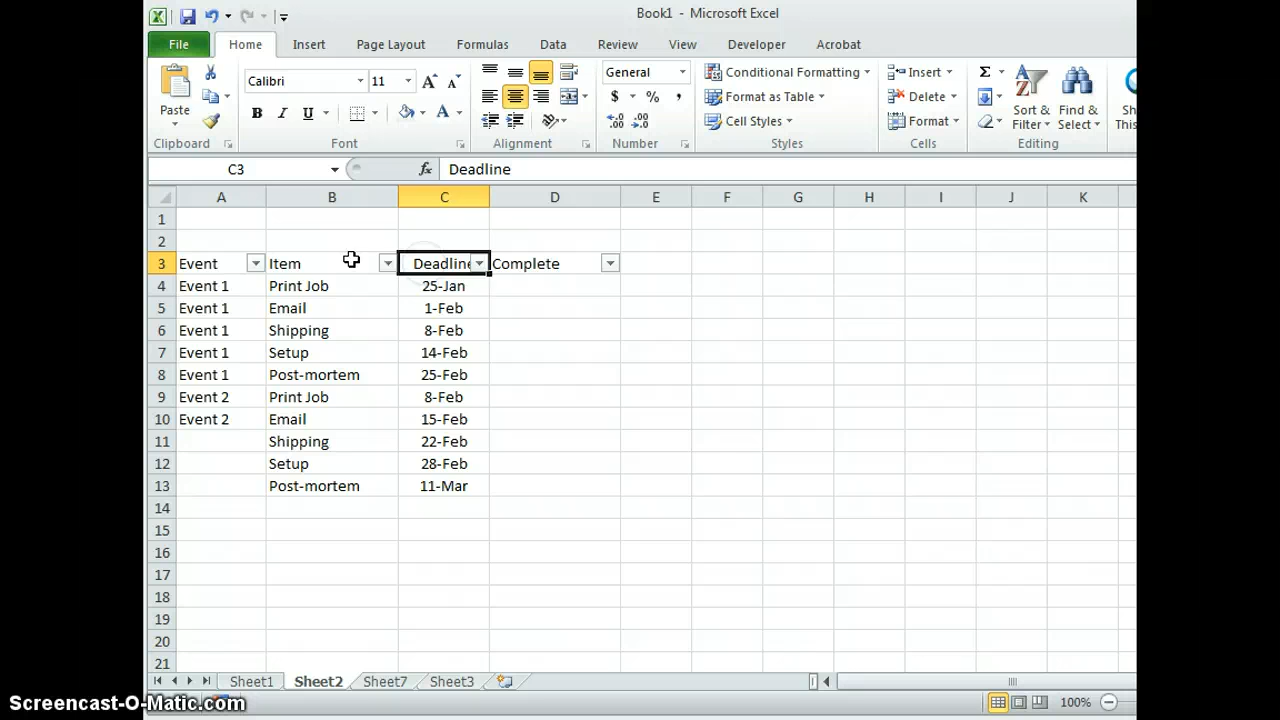 Book1 - Microsoft Excel
File Home Insert Page Layout Formulas Data Review View Developer Acrobat
Calibri 11 General Conditional Formatting Insert Σ
Paste $ % , Format as Table Delete Sort & Find &
B I U A Cell Styles Format Filter Select
Clipboard Font Alignment Number Styles Cells Editing
C3 fx Deadline
A B C D E F G H I J K
1
2
3 Event Item Deadline Complete
4 Event 1 Print Job 25-Jan
5 Event 1 Email 1-Feb
6 Event 1 Shipping 8-Feb
7 Event 1 Setup 14-Feb
8 Event 1 Post-mortem 25-Feb
9 Event 2 Print Job 8-Feb
10 Event 2 Email 15-Feb
11 Shipping 22-Feb
12 Setup 28-Feb
13 Post-mortem 11-Mar
14
15
16
17
18
19
20
21
Sheet1 Sheet2 Sheet7 Sheet3
100%
Screencast-O-Matic.com